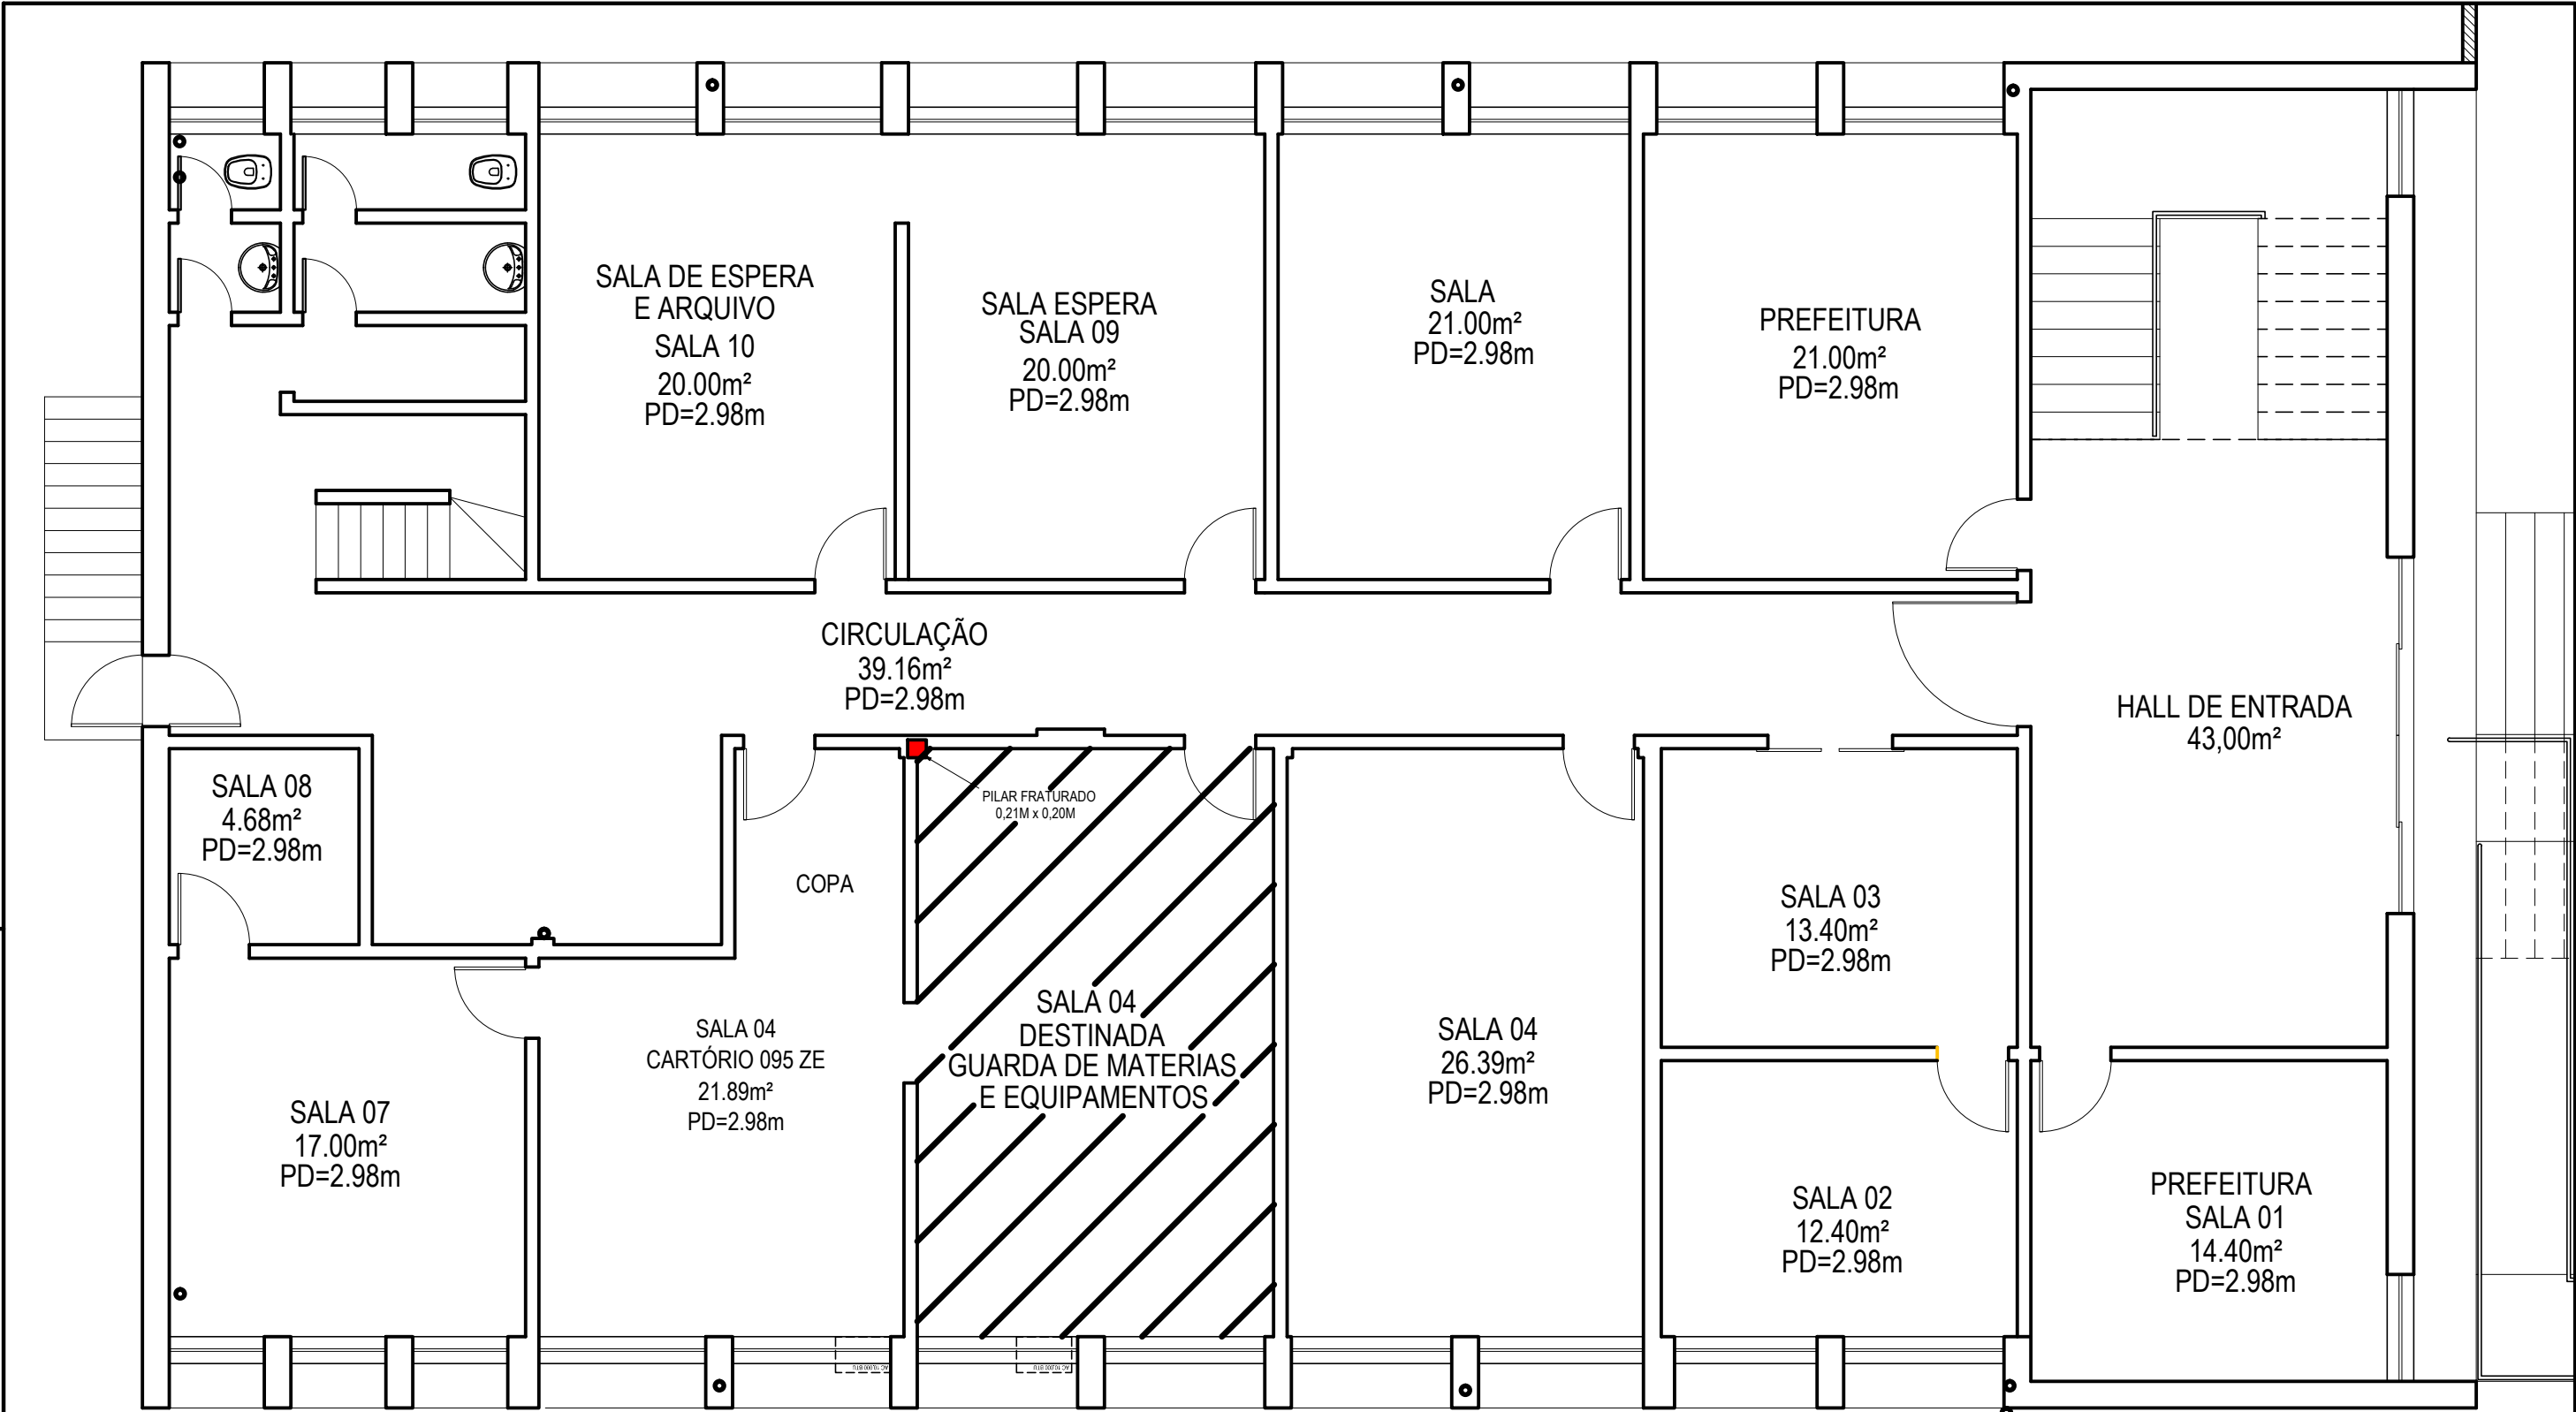 SALA DE ESPERA
E ARQUIVO
SALA 10
20.00m²
PD=2.98m
SALA ESPERA
SALA 09
20.00m²
PD=2.98m
SALA
21.00m²
PD=2.98m
PREFEITURA
21.00m²
PD=2.98m
CIRCULAÇÃO
39.16m²
PD=2.98m
HALL DE ENTRADA
43,00m²
SALA 08
4.68m²
PD=2.98m
PILAR FRATURADO
0,21M x 0,20M
COPA
SALA 03
13.40m²
PD=2.98m
SALA 07
17.00m²
PD=2.98m
SALA 04
CARTÓRIO 095 ZE
21.89m²
PD=2.98m
SALA 04
DESTINADA
GUARDA DE MATERIAS
E EQUIPAMENTOS
SALA 04
26.39m²
PD=2.98m
SALA 02
12.40m²
PD=2.98m
PREFEITURA
SALA 01
14.40m²
PD=2.98m